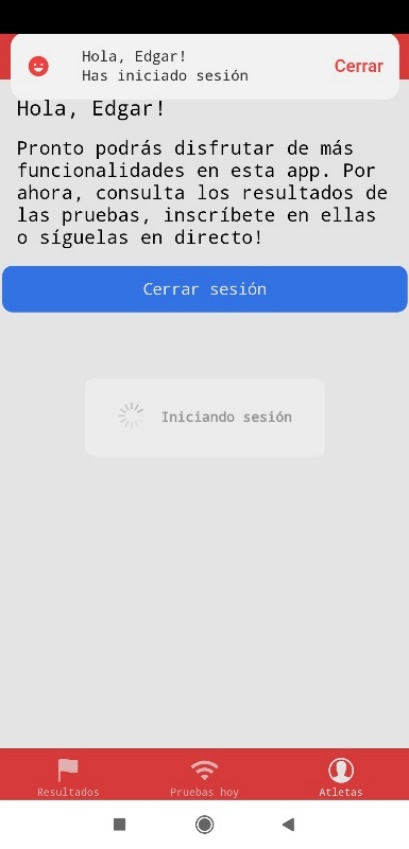 Hola, Edgar!
Has iniciado sesión
Cerrar
Hola, Edgar!
Pronto podrás disfrutar de más
funcionalidades en esta app. Por
ahora, consulta los resultados de
las pruebas, inscríbete en ellas
o síguelas en directo!
Cerrar sesión
Iniciando sesión
Resultados
Pruebas hoy
Atletas